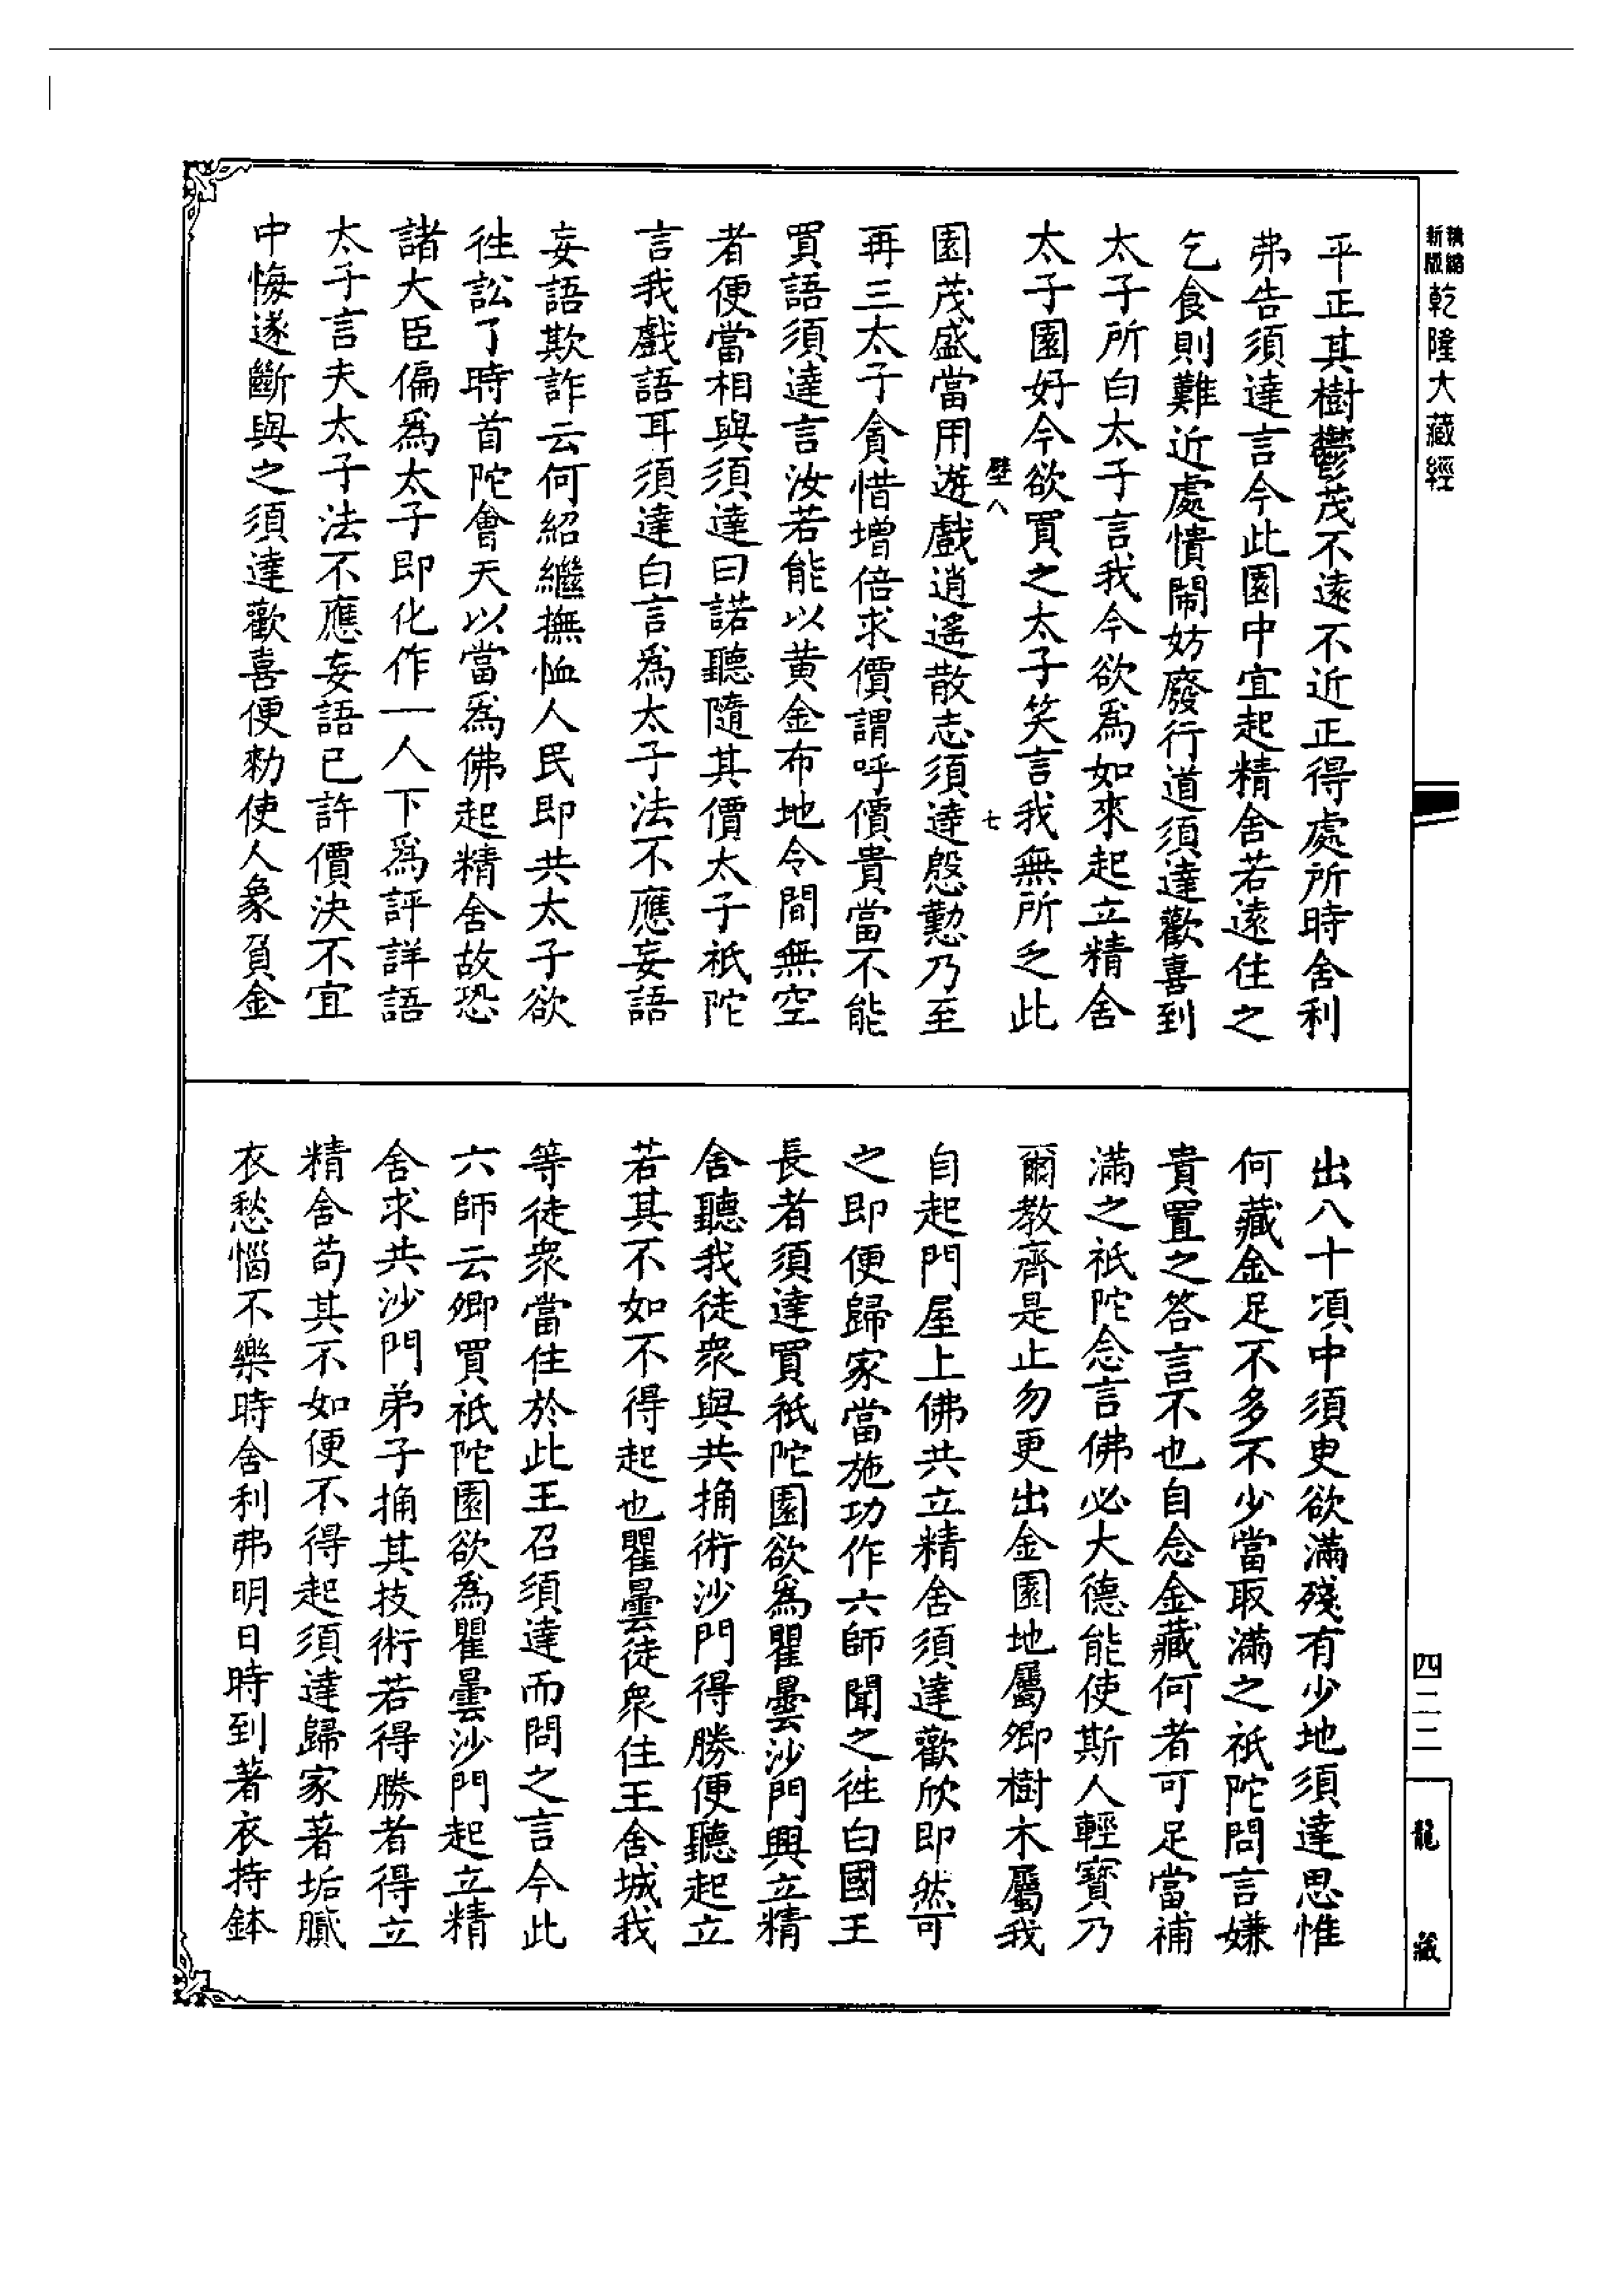 精縮新版乾隆大藏經
平正其樹鬱茂不遠不近正得處所時舍利
弗告須達言今此園中宜起精舍若遠住之
乞食則難近處憒鬧妨廢行道須達歡喜到
太子所白太子言我今欲爲如來起立精舍
太子園好今欲買之太子笑言我無所乏此
壁八 七
園茂盛當用遊戲逍遙散志須達慇懃乃至
再三太子貪惜增倍求價謂呼價貴當不能
買語須達言汝若能以黄金布地令間無空
者便當相與須達曰諾聽隨其價太子祇陀
言我戲語耳須達白言爲太子法不應妄語
妄語欺詐云何紹繼撫恤人民即共太子欲
徃訟了時首陀會天以當爲佛起精舍故恐
諸大臣偏爲太子即化作一人下爲評詳語
太子言夫太子法不應妄語已許價決不宜
中悔遂斷與之須達歡喜便勑使人象負金
出八十頃中須臾欲滿殘有少地須達思惟
何藏金足不多不少當取滿之祇陀問言嫌
貴置之答言不也自念金藏何者可足當補
滿之祇陀念言佛必大德能使斯人輕寶乃
爾教齊是止勿更出金園地屬卿樹木屬我
自起門屋上佛共立精舍須達歡欣即然可
之即便歸家當施功作六師聞之徃白國王
長者須達買祇陀園欲爲瞿曇沙門興立精
舍聽我徒衆與共捔術沙門得勝便聽起立
若其不如不得起也瞿曇徒衆住王舍城我
等徒衆當住於此王召須達而問之言今此
六師云卿買祇陀園欲爲瞿曇沙門起立精
舍求共沙門弟子捔其技術若得勝者得立
精舍苟其不如便不得起須達歸家著垢膩
衣愁惱不樂時舍利弗明日時到著衣持鉢
四二二
龍藏